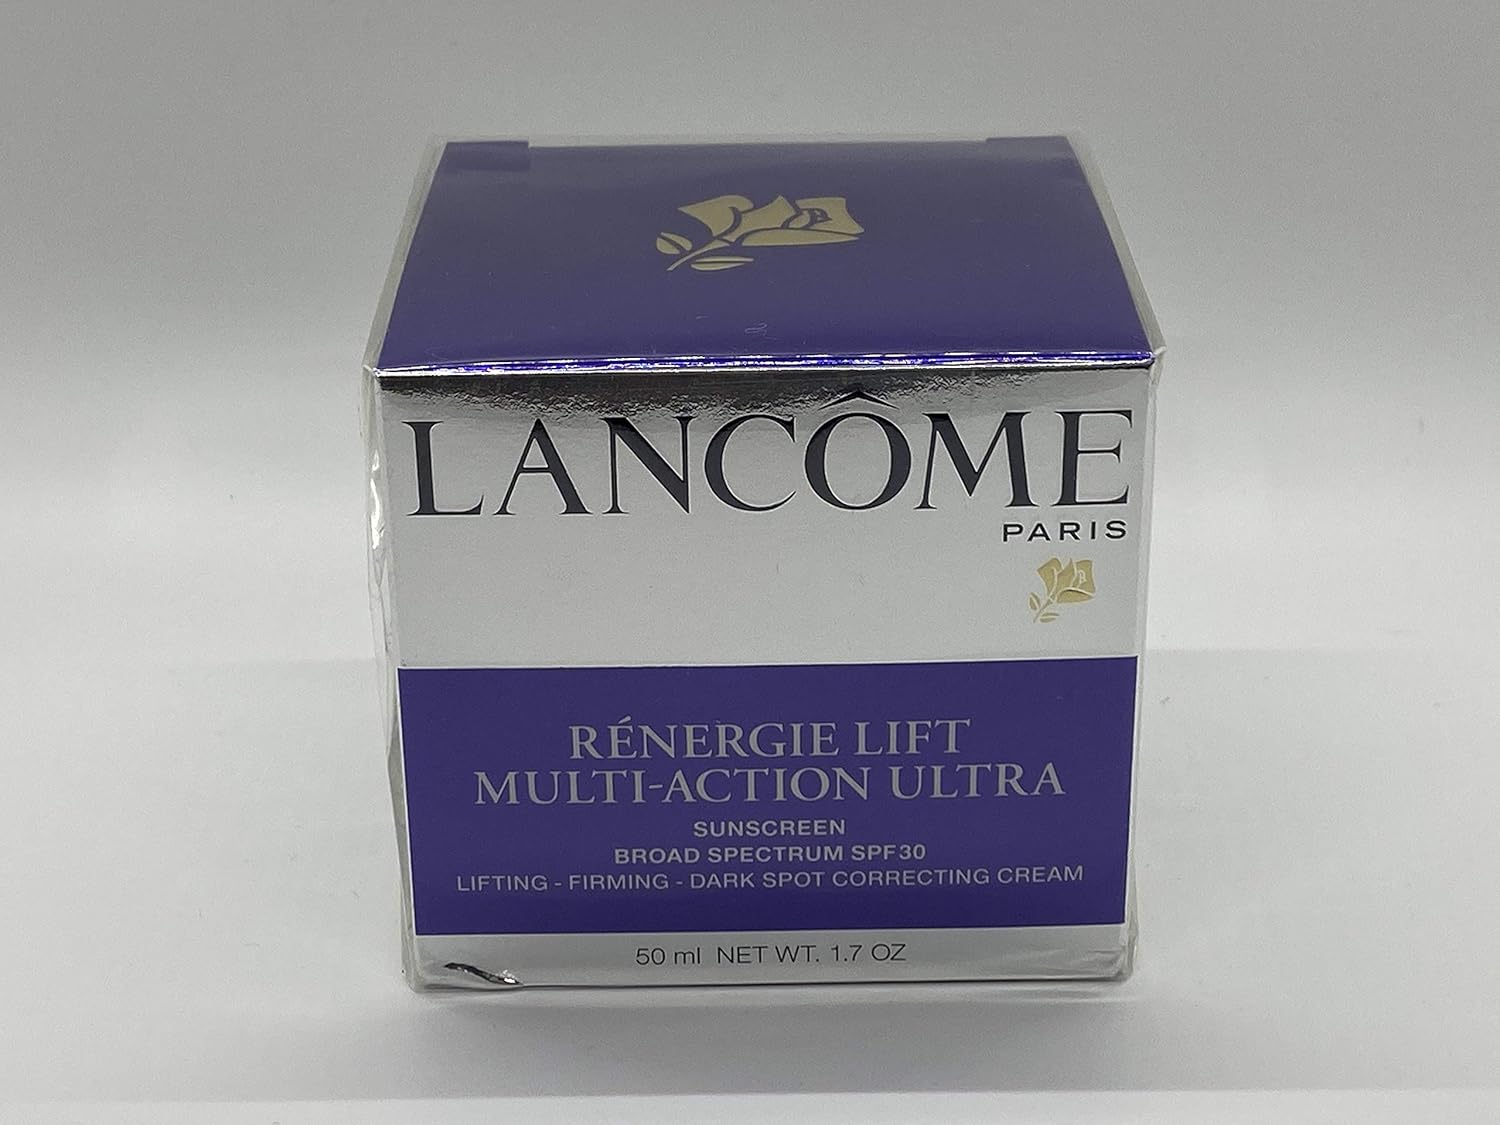 LANCÔME
PARIS
RÉNERGIE LIFT
MULTI-ACTION ULTRA
SUNSCREEN
BROAD SPECTRUM SPF30
LIFTING - FIRMING - DARK SPOT CORRECTING CREAM
50 ml NET WT. 1.7 OZ